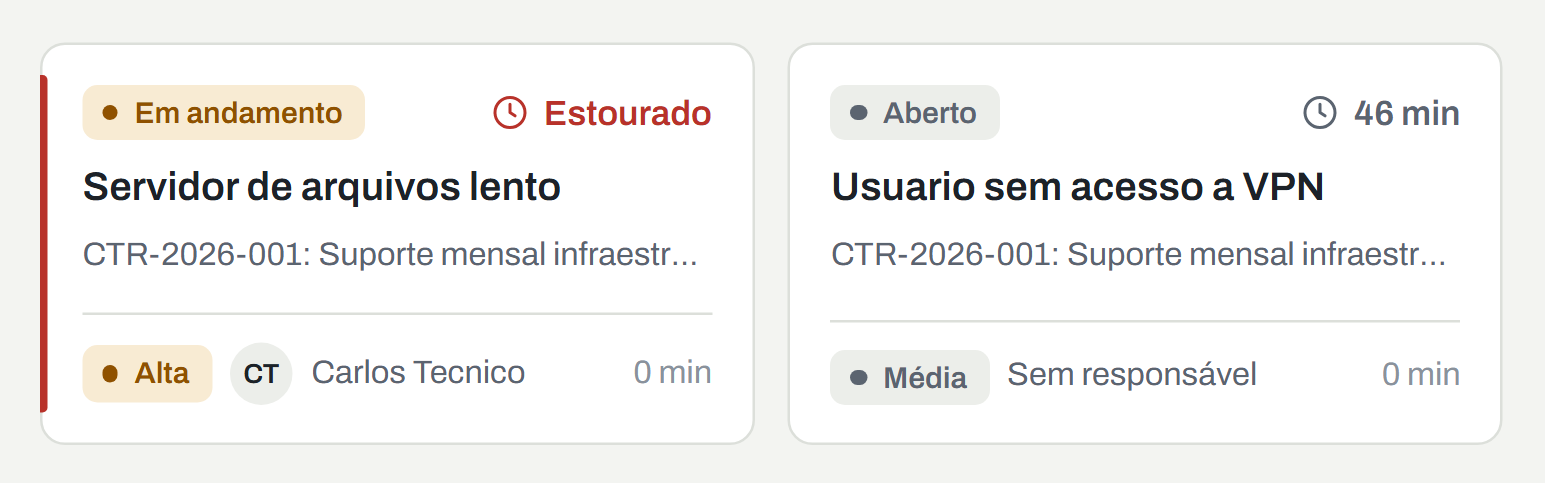 Em andamento
Estourado
Servidor de arquivos lento
CTR-2026-001: Suporte mensal infraestr...
Alta
CT
Carlos Tecnico
0 min
Aberto
46 min
Usuario sem acesso a VPN
CTR-2026-001: Suporte mensal infraestr...
Média
Sem responsável
0 min